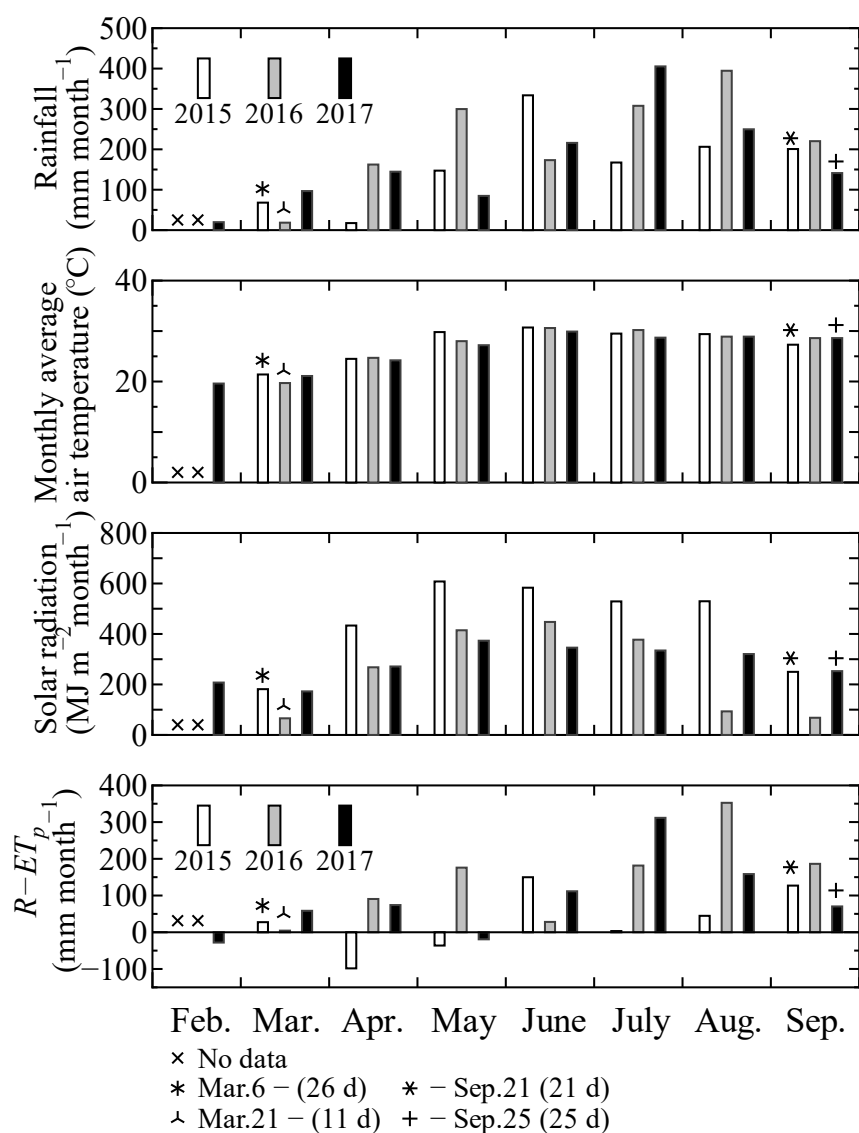 Rainfall
(mm month⁻¹)
500
400
300
200
100
0
2015 2016 2017
Monthly average
air temperature (°C)
40
20
0
Solar radiation
(MJ m⁻² month⁻¹)
800
600
400
200
0
R−ETₚ
(mm month⁻¹)
400
300
200
100
0
−100
2015 2016 2017
Feb. Mar. Apr. May June July Aug. Sep.
× No data
∗ Mar.6 − (26 d) ⚹ − Sep.21 (21 d)
⅄ Mar.21 − (11 d) + − Sep.25 (25 d)